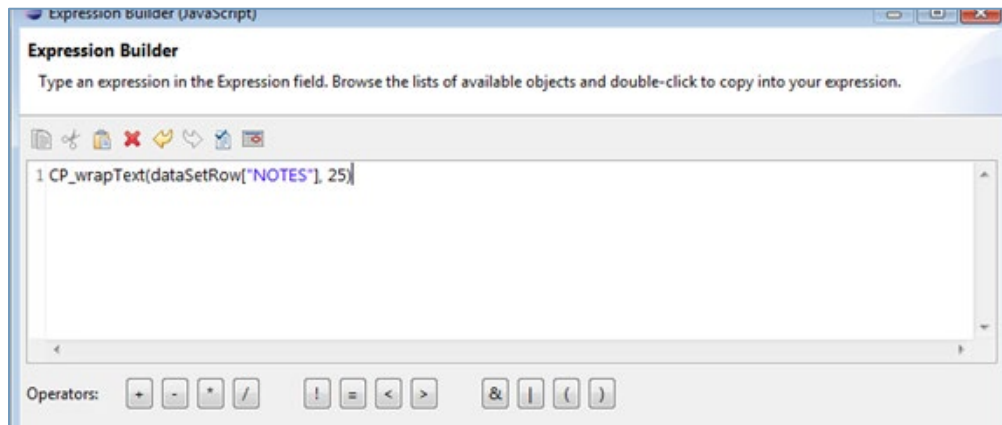 Expression Builder (JavaScript)
Expression Builder
Type an expression in the Expression field. Browse the lists of available objects and double-click to copy into your expression.
1 CP_wrapText(dataSetRow["NOTES"], 25)
Operators: + - * / ! = < > & | ( )